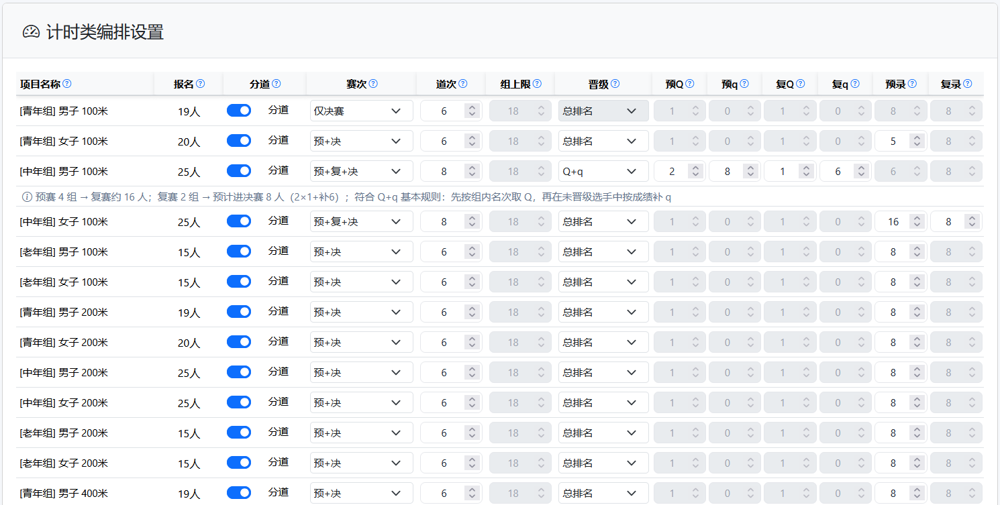 计时类编排设置
项目名称 报名 分道 赛次 道次 组上限 晋级 预Q 预q 复Q 复q 预录 复录
[青年组] 男子 100米 19人 分道 仅决赛 6 18 总排名 1 0 1 0 8 8
[青年组] 女子 100米 20人 分道 预+决 6 18 总排名 1 0 1 0 5 8
[中年组] 男子 100米 25人 分道 预+复+决 8 18 Q+q 2 8 1 6 6 8
预赛 4 组 → 复赛约 16 人；复赛 2 组 → 预计进决赛 8 人（2×1+补6）；符合 Q+q 基本规则：先按组内名次取 Q，再在未晋级选手中按成绩补 q
[中年组] 女子 100米 25人 分道 预+复+决 8 18 总排名 1 0 1 0 16 8
[老年组] 男子 100米 15人 分道 预+决 6 18 总排名 1 0 1 0 8 8
[老年组] 女子 100米 15人 分道 预+决 6 18 总排名 1 0 1 0 8 8
[青年组] 男子 200米 19人 分道 预+决 6 18 总排名 1 0 1 0 8 8
[青年组] 女子 200米 20人 分道 预+决 6 18 总排名 1 0 1 0 8 8
[中年组] 男子 200米 25人 分道 预+决 6 18 总排名 1 0 1 0 8 8
[中年组] 女子 200米 25人 分道 预+决 6 18 总排名 1 0 1 0 8 8
[老年组] 男子 200米 15人 分道 预+决 6 18 总排名 1 0 1 0 8 8
[老年组] 女子 200米 15人 分道 预+决 6 18 总排名 1 0 1 0 8 8
[青年组] 男子 400米 19人 分道 预+决 6 18 总排名 1 0 1 0 8 8